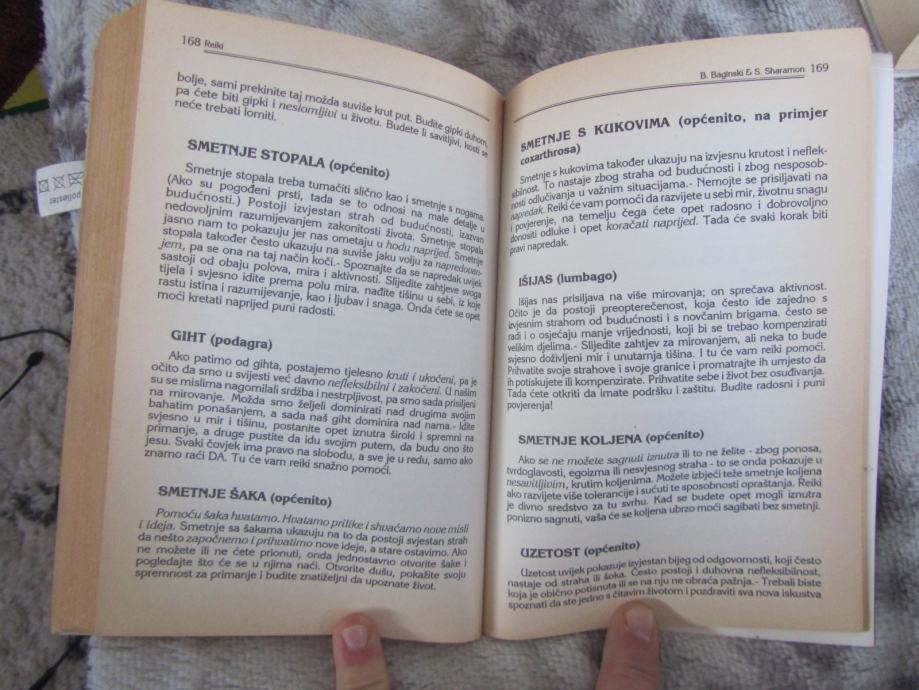 168 Reiki
bolje, sami prekinite taj možda suviše krut put. Budite gipki duhom,
pa ćete biti gipki i neslomljivi u životu. Budete li savitljivi, kosti se
neće trebati lomiti.
SMETNJE STOPALA (općenito)
Smetnje stopala treba tumačiti slično kao i smetnje s nogama.
(Ako su pogođeni prsti, tada se to odnosi na male detalje u
budućnosti.) Postoji izvjestan strah od budućnosti, izazvan
nedovoljnim razumijevanjem zakonitosti života. Smetnje stopala
jasno nam to pokazuju jer nas ometaju u hodu naprijed. Smetnje
stopala također često ukazuju na suviše jaku volju za napredovan-
jem, pa se ona na taj način koči.- Spoznajte da se napredak uvijek
sastoji od obaju polova, mira i aktivnosti. Slijedite zahtjeve svoga
tijela i svjesno idite prema polu mira. nađite tišinu u sebi, iz koje
rastu istina i razumijevanje, kao i ljubav i snaga. Onda ćete se opet
moći kretati naprijed puni radosti.
GIHT (podagra)
Ako patimo od gihta, postajemo tjelesno kruti i ukočeni, pa je
očito da smo u svijesti već davno nefleksibilni i zakočeni. U našim
su se mislima nagomilali srdžba i nestrpljivost, pa smo sada prisiljeni
na mirovanje. Možda smo željeli dominirati nad drugima svojim
bahatim ponašanjem, a sada naš giht dominira nad nama.- Idite
svjesno u mir i tišinu, postanite opet iznutra široki i spremni na
primanje, a druge pustite da idu svojim putem, da budu ono što
jesu. Svaki čovjek ima pravo na slobodu, a sve je u redu, samo ako
znamo raći DA. Tu će vam reiki snažno pomoći.
SMETNJE ŠAKA (općenito)
Pomoću šaka hvatamo. Hvatamo prilike i shvaćamo nove misli
i ideja. Smetnje sa šakama ukazuju na to da postoji svjestan strah
da nešto započnemo i prihvatimo nove ideje, a stare ostavimo. Ako
ne možete ili ne ćete prionuti, onda jednostavno otvorite šake i
pogledajte što će se u njima naći. Otvorite dušu, pokažite svoju
spremnost za primanje i budite znatiželjni da upoznate život.
B. Baginski & S. Sharamon 169
SMETNJE S KUKOVIMA (općenito, na primjer
coxarthrosa)
Smetnje s kukovima također ukazuju na izvjesnu krutost i neflek-
sibilnost. To nastaje zbog straha od budućnosti i zbog nesposob-
nosti odlučivanja u važnim situacijama.- Nemojte se prisiljavati na
napredak. Reiki će vam pomoći da razvijete u sebi mir, životnu snagu
i povjerenje, na temelju čega ćete opet radosno i dobrovoljno
donositi odluke i opet koračati naprijed. Tada će svaki korak biti
pravi napredak.
IŠIJAS (lumbago)
Išijas nas prisiljava na više mirovanja; on sprečava aktivnost.
Očito je da postoji preopterečenost, koja često ide zajedno s
izvjesnim strahom od budućnosti i s novčanim brigama. često se
radi i o osjećaju manje vrijednosti, koji bi se trebao kompenzirati
velikim djelima.- Slijedite zahtjev za mirovanjem, ali neka to bude
svjesno doživljeni mir i unutarnja tišina. I tu će vam reiki pomoći.
Prihvatite svoje strahove i svoje granice i promatrajte ih umjesto da
ih potiskujete ili kompenzirate. Prihvatite sebe i život bez osuđivanja.
Tada ćete otkriti da imate podršku i zaštitu. Budite radosni i puni
povjerenja!
SMETNJE KOLJENA (općenito)
Ako se ne možete sagnuti iznutra ili to ne želite - zbog ponosa,
tvrdoglavosti, egoizma ili nesvjesnog straha - to se onda pokazuje u
nesavitljivim, krutim koljenima. Možete izbjeći teže smetnje koljena
ako razvijete više tolerancije i sućuti te sposobnosti opraštanja. Reiki
je divno sredstvo za tu svrhu. Kad se budete opet mogli iznutra
ponizno sagnuti, vaša će se koljena ubrzo moći sagibati bez smetnji.
UZETOST (općenito)
Uzetost uvijek pokazuje izvjestan bijeg od odgovornosti, koji često
nastaje od straha ili šoka. Često postoji i duhovna nefleksibilnost,
koja je obično potisnuta ili se na nju ne obraća pažnja.- Trebali biste
spoznati da ste jedno s čitavim životom i pozdraviti sva nova iskustva
poliester